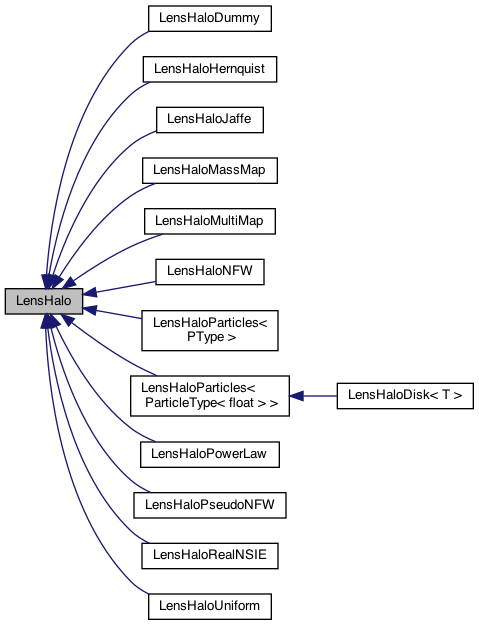 LensHaloDummy
LensHaloHernquist
LensHaloJaffe
LensHaloMassMap
LensHaloMultiMap
LensHaloNFW
LensHalo
LensHaloParticles<
PType >
LensHaloParticles<
ParticleType< float > >
LensHaloDisk< T >
LensHaloPowerLaw
LensHaloPseudoNFW
LensHaloRealNSIE
LensHaloUniform